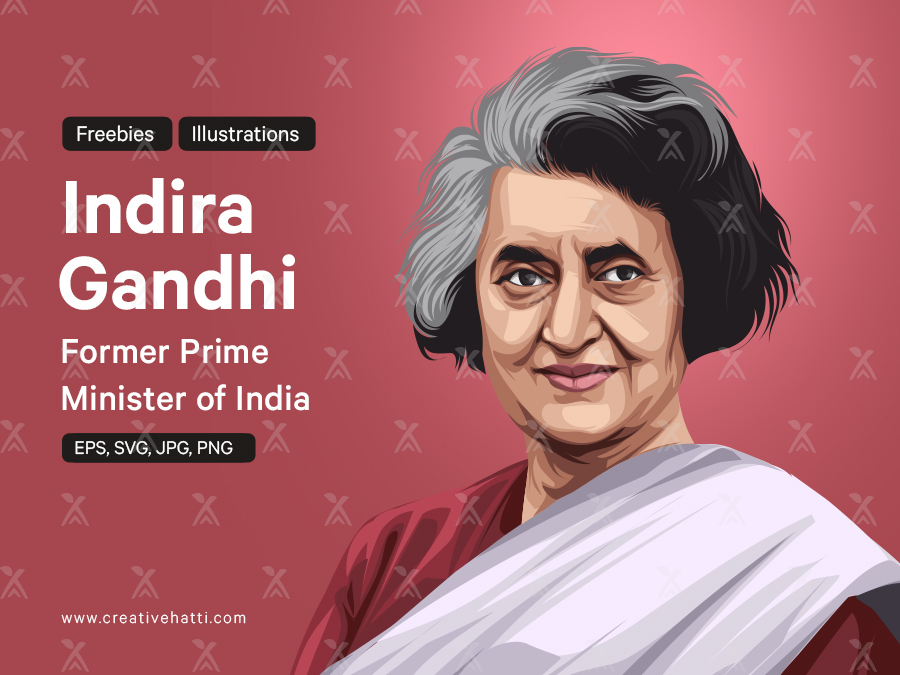 Freebies Illustrations
Indira
Gandhi
Former Prime
Minister of India
EPS, SVG, JPG, PNG
www.creativehatti.com